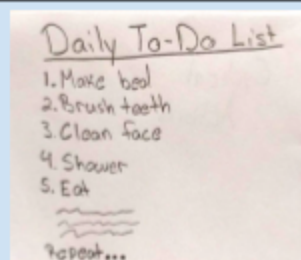 Daily To-Do List
1. Make bed
2. Brush teeth
3. Clean face
4. Shower
5. Eat
Repeat...